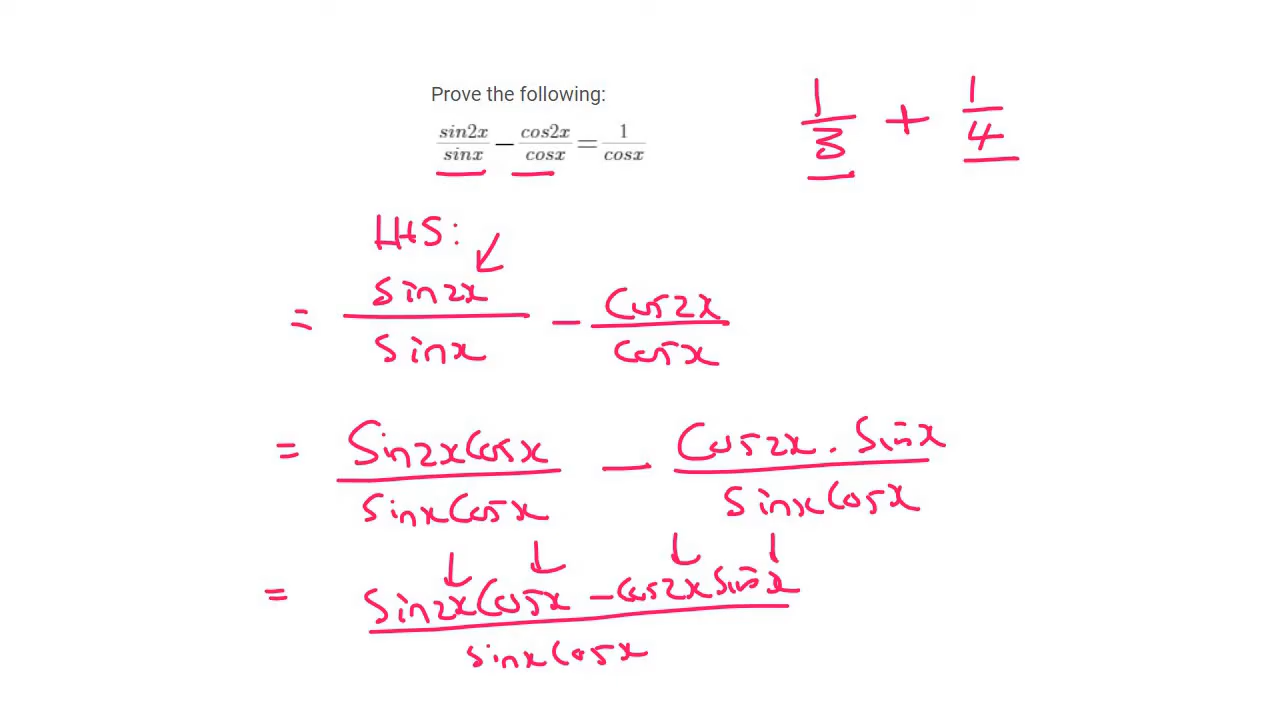 Prove the following:
sin2x/sinx − cos2x/cosx = 1/cosx
1/3 + 1/4
LHS:
= Sin2x/Sinx − Cos2x/Cosx
= Sin2xCosx/SinxCosx − Cos2x . Sinx/SinxCosx
= Sin2xCosx − Cos2xSinx/SinxCosx